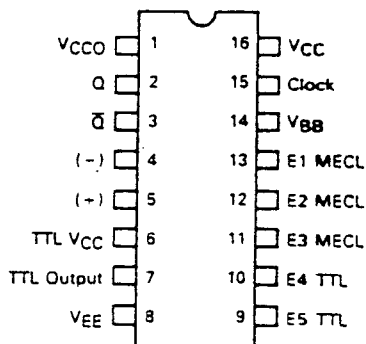 VCCO 1 16 VCC
Q 2 15 Clock
Q̅ 3 14 VBB
(-) 4 13 E1 MECL
(+) 5 12 E2 MECL
TTL VCC 6 11 E3 MECL
TTL Output 7 10 E4 TTL
VEE 8 9 E5 TTL